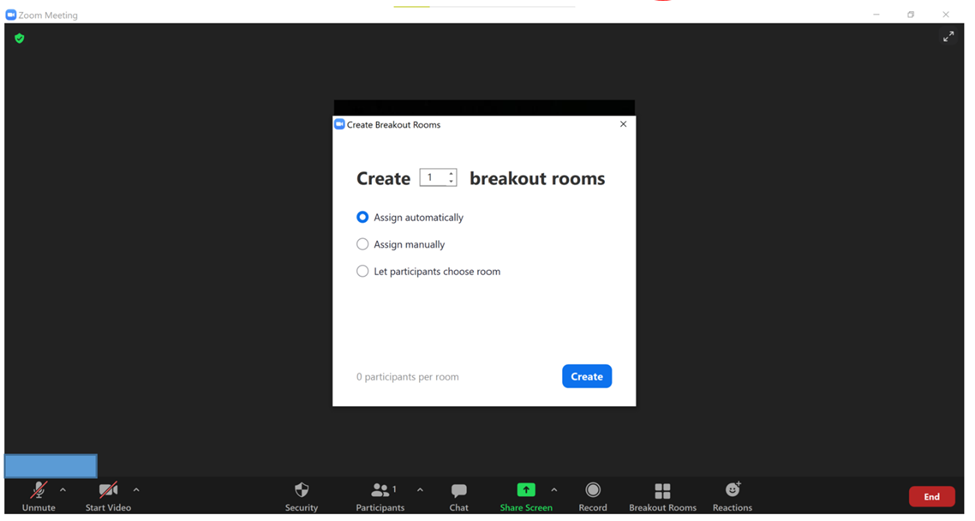 Zoom Meeting
Create Breakout Rooms
Create 1 breakout rooms
Assign automatically
Assign manually
Let participants choose room
0 participants per room
Create
1
Unmute
Start Video
Security
Participants
Chat
Share Screen
Record
Breakout Rooms
Reactions
End